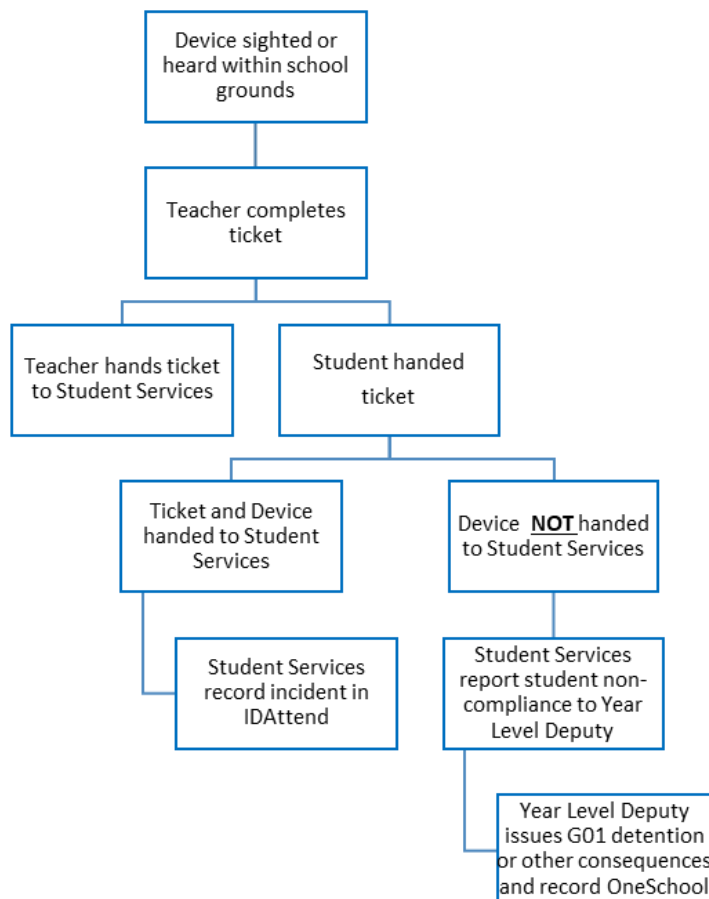 Device sighted or
heard within school
grounds
Teacher completes
ticket
Teacher hands ticket
to Student Services
Student handed
ticket
Ticket and Device
handed to Student
Services
Device NOT handed
to Student Services
Student Services
record incident in
IDAttend
Student Services
report student non-
compliance to Year
Level Deputy
Year Level Deputy
issues G01 detention
or other consequences
and record OneSchool